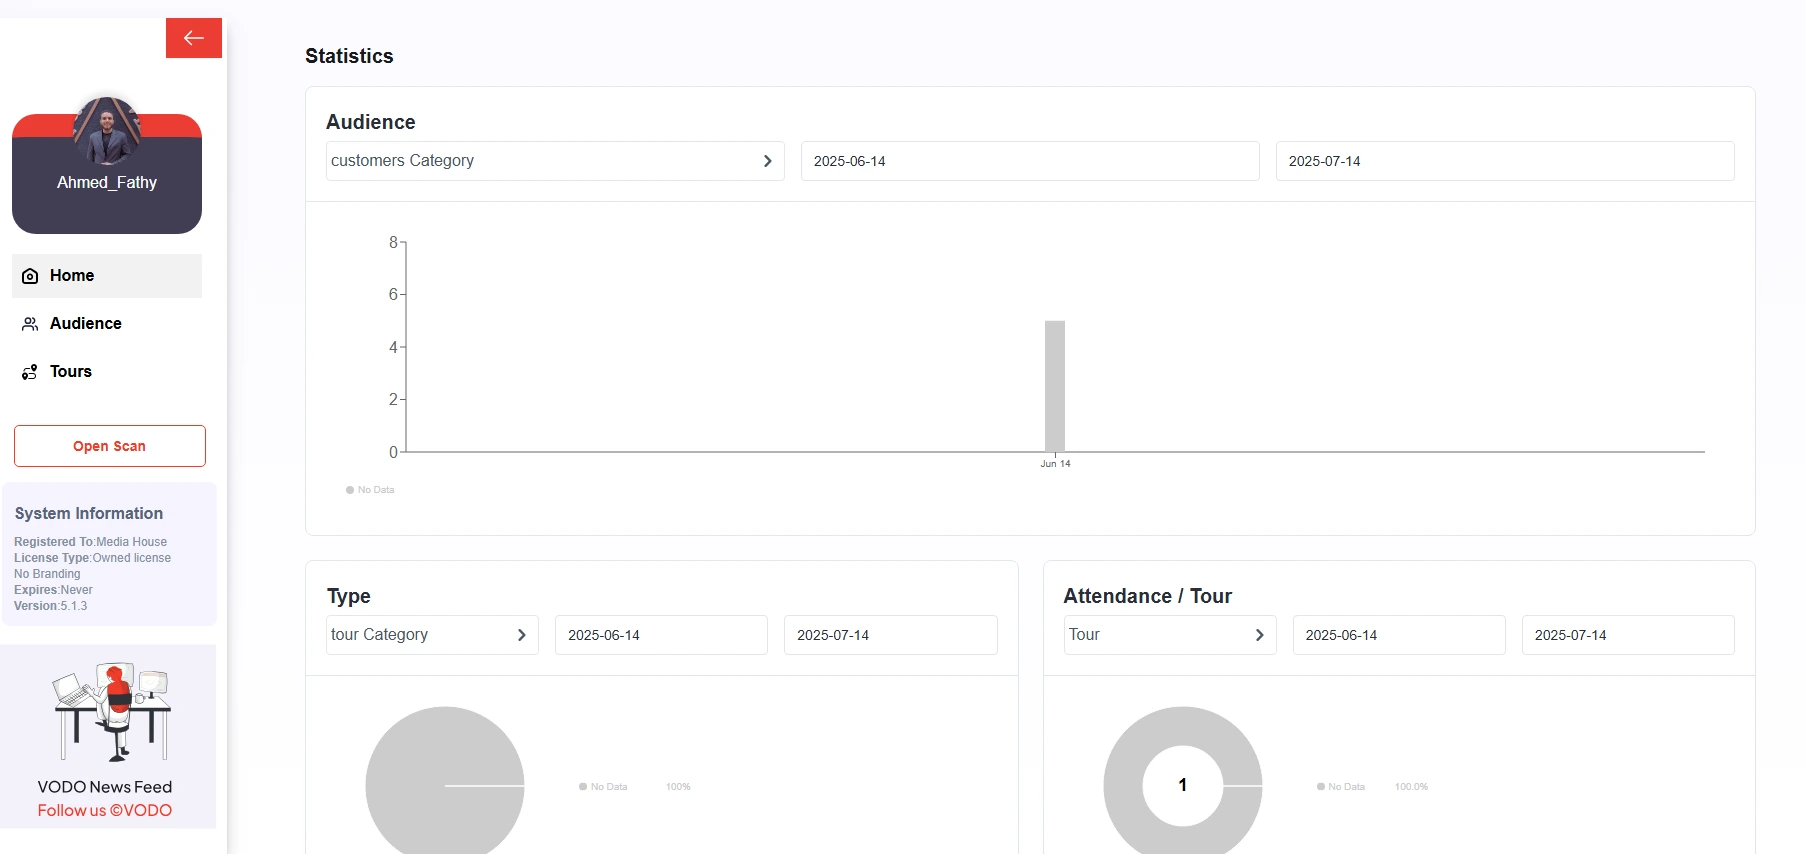 Statistics
Ahmed_Fathy
Home
Audience
Tours
Open Scan
System Information
Registered To:Media House
License Type:Owned license
No Branding
Expires:Never
Version:5.1.3
VODO News Feed
Follow us ©VODO
Audience
customers Category
2025-06-14
2025-07-14
8
6
4
2
0
Jun 14
No Data
Type
tour Category
2025-06-14
2025-07-14
No Data 100%
Attendance / Tour
Tour
2025-06-14
2025-07-14
1
No Data 100.0%